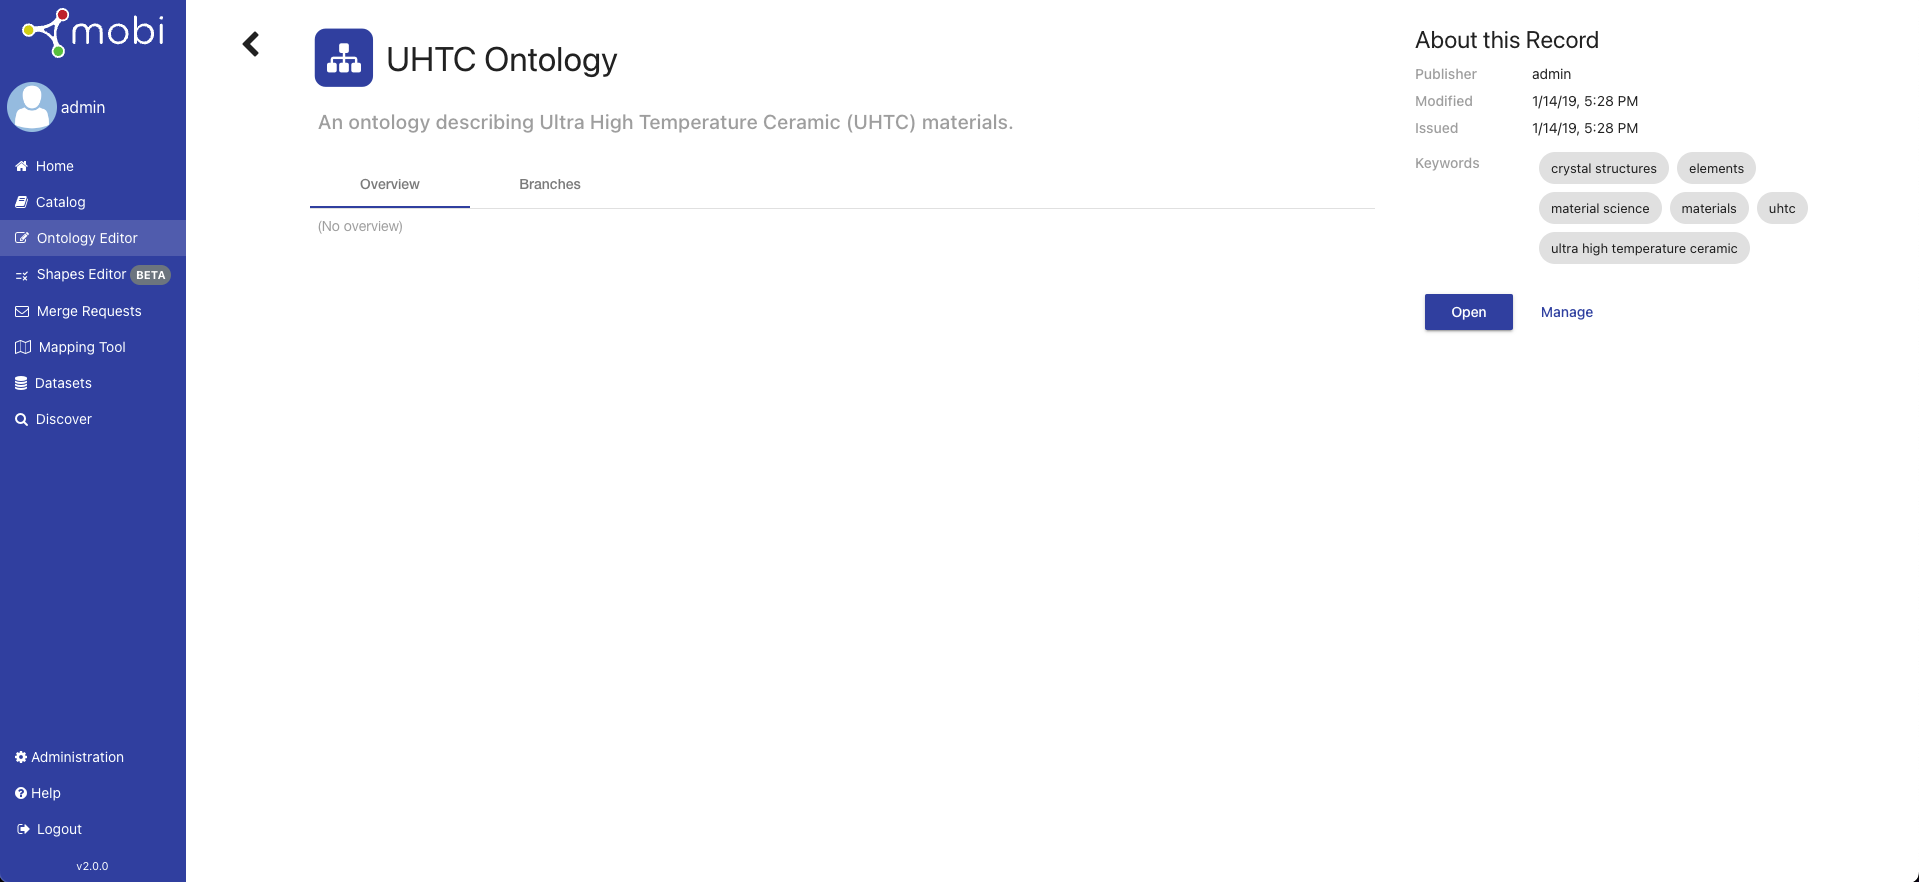 mobi
admin
Home
Catalog
Ontology Editor
Shapes Editor BETA
Merge Requests
Mapping Tool
Datasets
Discover
Administration
Help
Logout
v2.0.0
UHTC Ontology
An ontology describing Ultra High Temperature Ceramic (UHTC) materials.
Overview Branches
(No overview)
About this Record
Publisher admin
Modified 1/14/19, 5:28 PM
Issued 1/14/19, 5:28 PM
Keywords crystal structures elements
material science materials uhtc
ultra high temperature ceramic
Open Manage